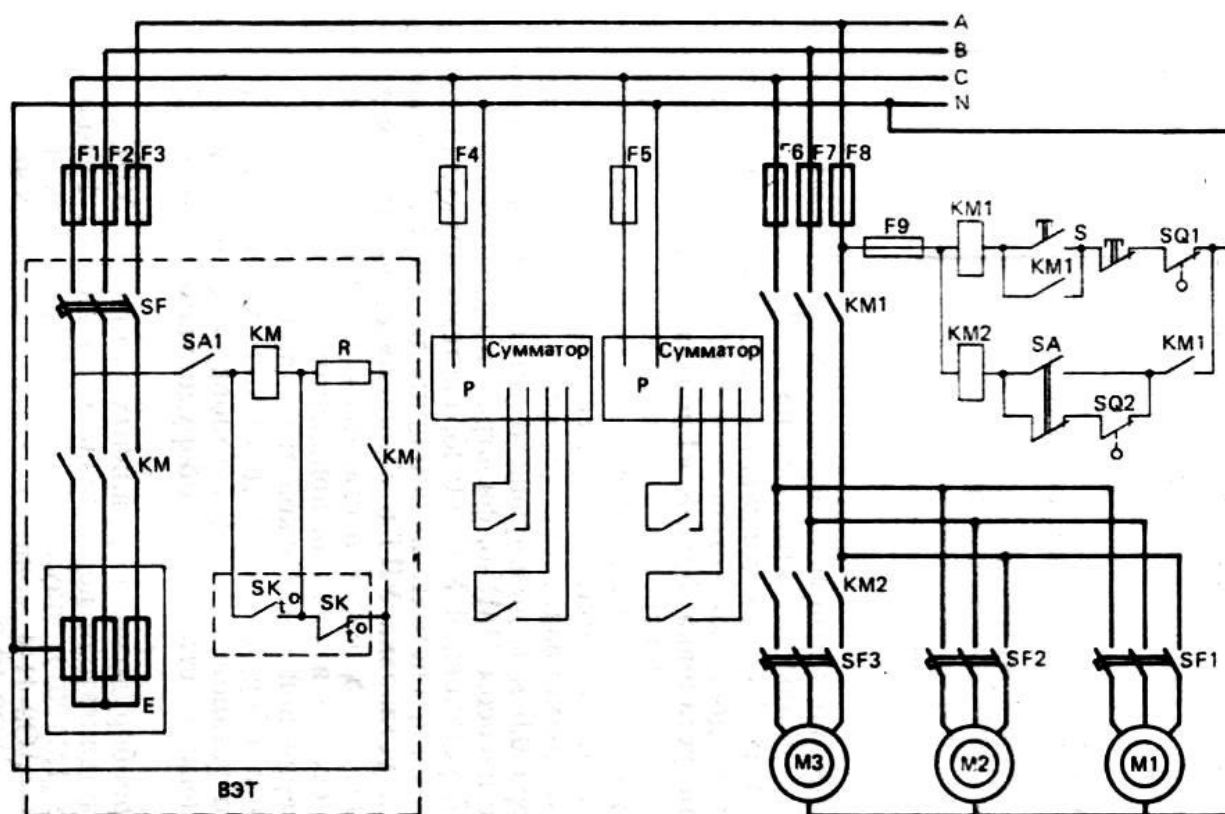 A
B
C
N
F1 F2 F3
F4
F5
F6 F7 F8
F9
KM1
S
SQ1
KM1
SF
KM1
SA1
KM
R
Сумматор
P
Сумматор
P
KM2
SA
KM1
SQ2
KM
KM
SK
t°
SK
t°
KM2
SF3
SF2
SF1
E
M3
M2
M1
ВЭТ